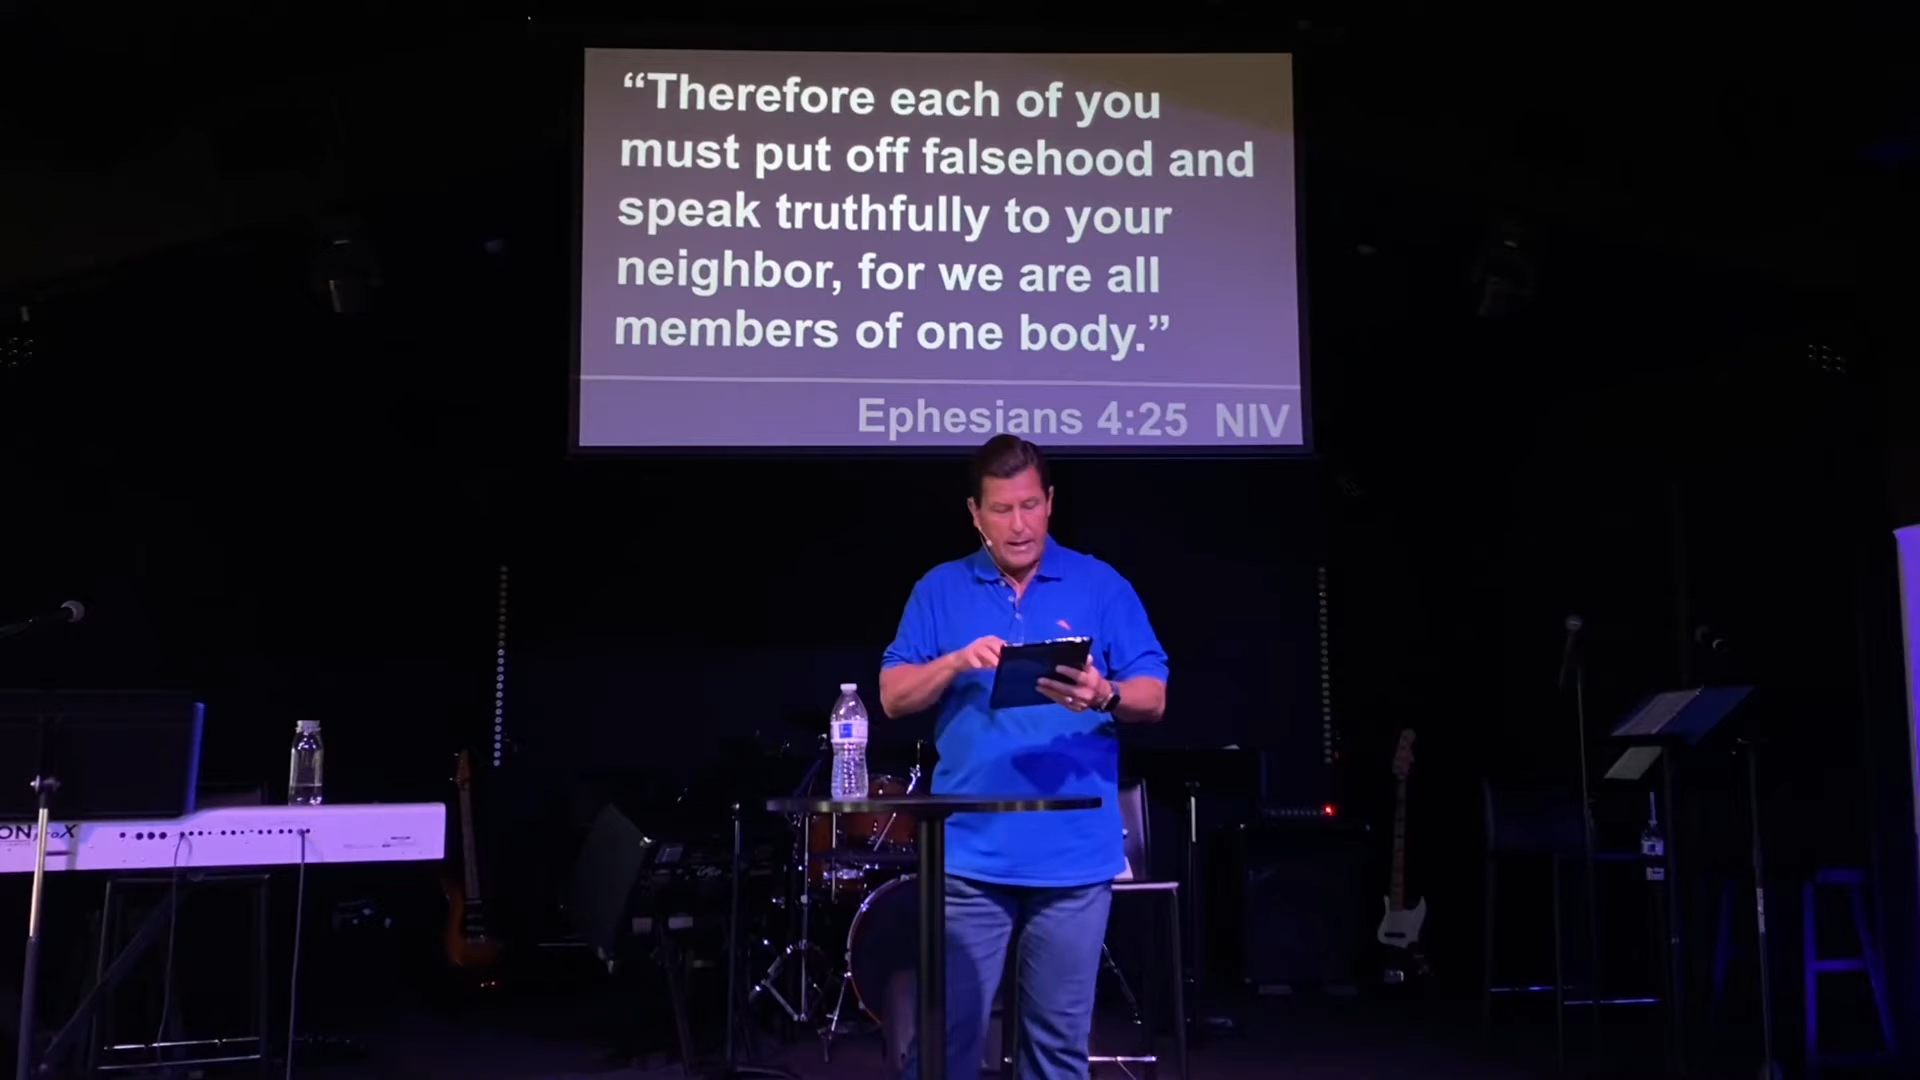 “Therefore each of you
must put off falsehood and
speak truthfully to your
neighbor, for we are all
members of one body.”
Ephesians 4:25 NIV